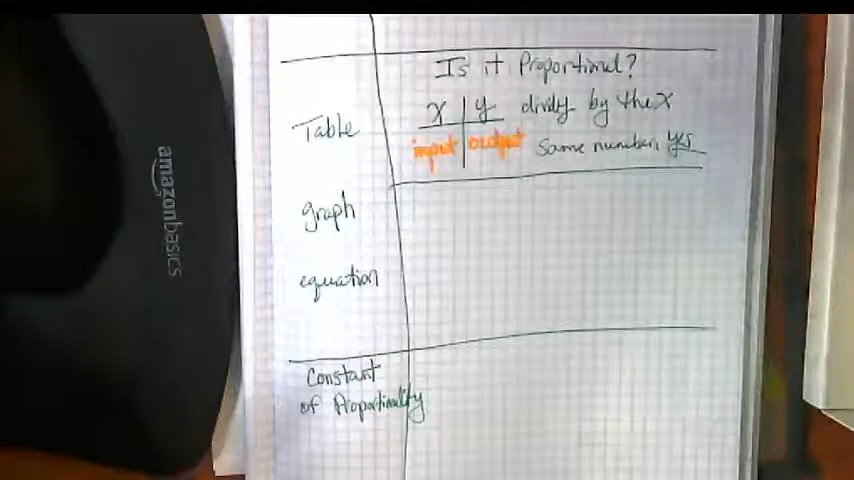 Is it Proportional?
Table
x y divide by the x
input output Same number, yes
graph
equation
Constant
of Proportionality
amazonbasics